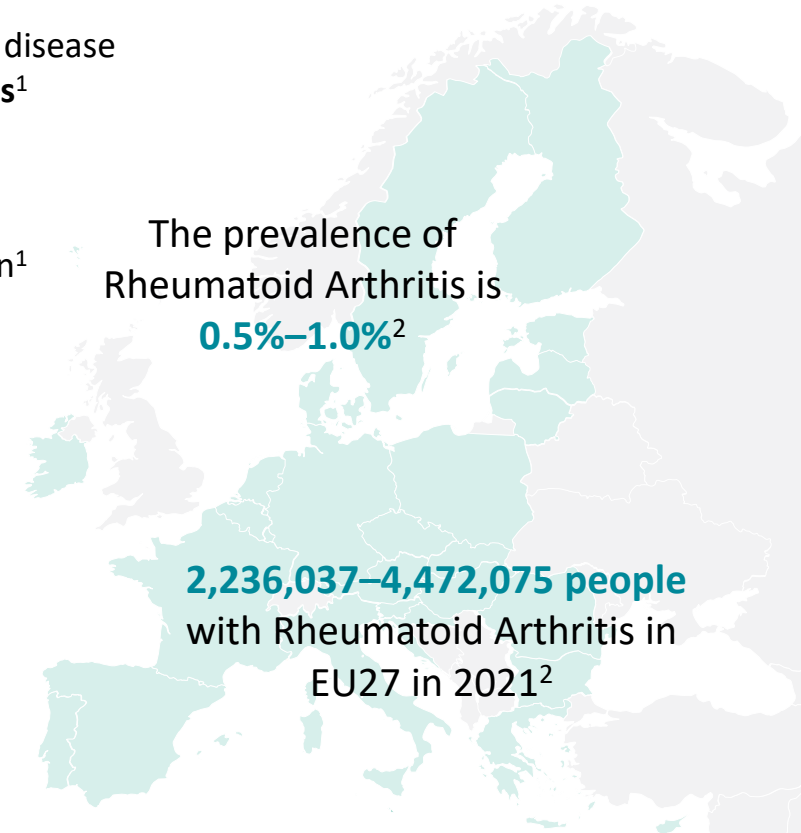 disease
s¹
n¹
The prevalence of
Rheumatoid Arthritis is
0.5%–1.0%²
2,236,037–4,472,075 people
with Rheumatoid Arthritis in
EU27 in 2021²